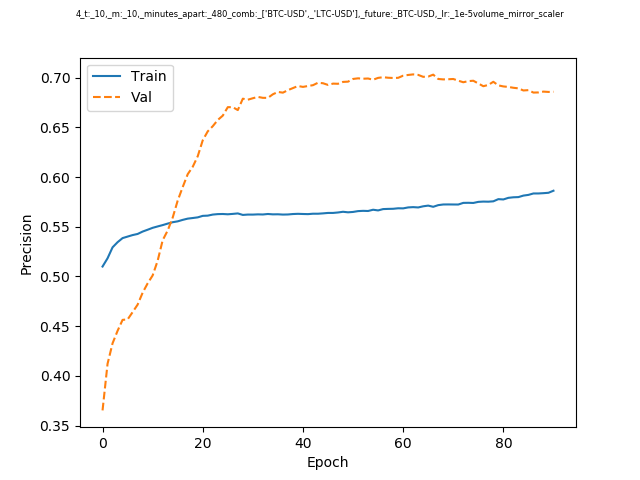 4_t:_10,_m:_10,_minutes_apart:_480_comb:_['BTC-USD',_'LTC-USD'],_future:_BTC-USD,_lr:_1e-5volume_mirror_scaler
Train
Val
0.70
0.65
0.60
0.55
0.50
0.45
0.40
0.35
Precision
0 20 40 60 80
Epoch